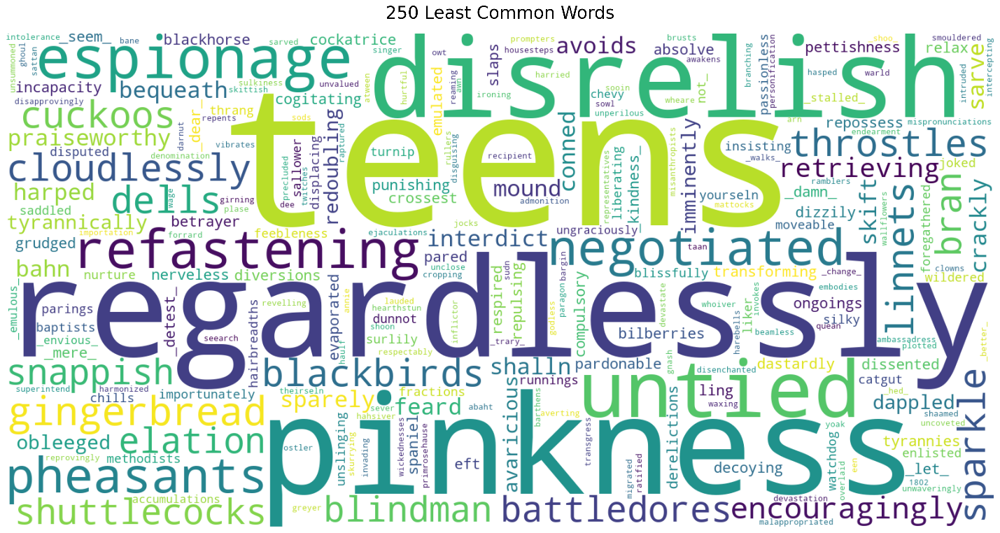 250 Least Common Words
intolerance _seem_ bane blackhorse sarved cockatrice singer prompters housesteps owt avoids brusts absolve awakens _shoo_ smouldered
unsummoned ghoul sattan espionage disrelish slaps branching personification pettishness relax sarve intercepting
incapacity bequeath sulkiness skittish unvalued atween hurtful harried emulated reaming awn ironing chevy sooin not_ passionless hasped warld intruded
disapprovingly cuckoos thrang repents cogitating sowl wheare unperilous _stalled_ arn repossess mispronunciations
praiseworthy _dear_ darnut sods teens endearment
disputed denomination vibrates redoubling raptured turnip rullers disguising recipient conned liberating representatives _kindness_ misanthropists imminently insisting _walks_ throstles
cloudlessly sallower displacing precluded twitches retrieving joked
harped dells wage girning plase dee punishing crossest mound admonition yourseln mattocks _damn_ ramblers skift wallflowers foregathered bran crackly
saddled betrayer dizzily linnets
tyrannically importation forrard feebleness ejaculations jocks ungraciously moveable
grudged refastening interdict taan negotiated
bahn nurture nerveless diversions pared unclose cropping sudn bargin blissfully transforming _change_ clowns wildered
_emulous_ regardlessly evaporated annie lauded respired repulsing godless paragon compulsory devastate whoiver liker invokes embodies
parings _detest_ hairbreadths revelling hearthstun dunnot inflictor ongoings
baptists seearch shoon surlily _trary_ bilberries harebells beamless quean silky
_envious_ haulf respectably ambassadress plotted _better_
_mere_ gnash
snappish blackbirds shalln pardonable disenchanted dastardly dissented
superintend harmonized chills importunately theirseln fractions runnings untied ling catgut _hed_
gingerbread sparely hahsiver sever feard abaht avaricious barthens averting waxing dappled shaamed sparkle
uncoveted
obleeged elation unslinging skurrying invading wickednesses spaniel primrosehause pinkness transgress derelictions yoak tyrannies
reprovingly methodists ostler eft decoying watchdog enlisted
pheasants migrated ratified overlaid een _let_ 1802 unwaveringly
shuttlecocks accumulations greyer blindman battledores devastation encouragingly
malappropriated